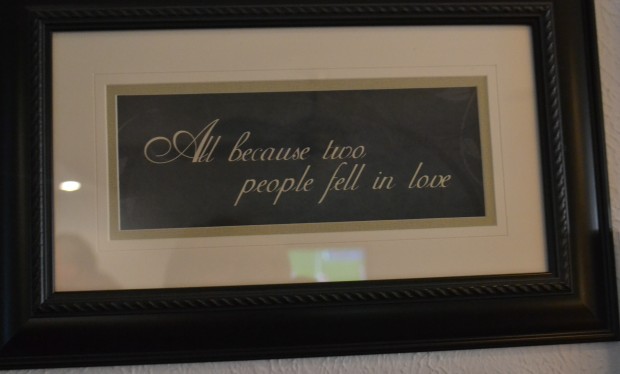 All because two
people fell in love